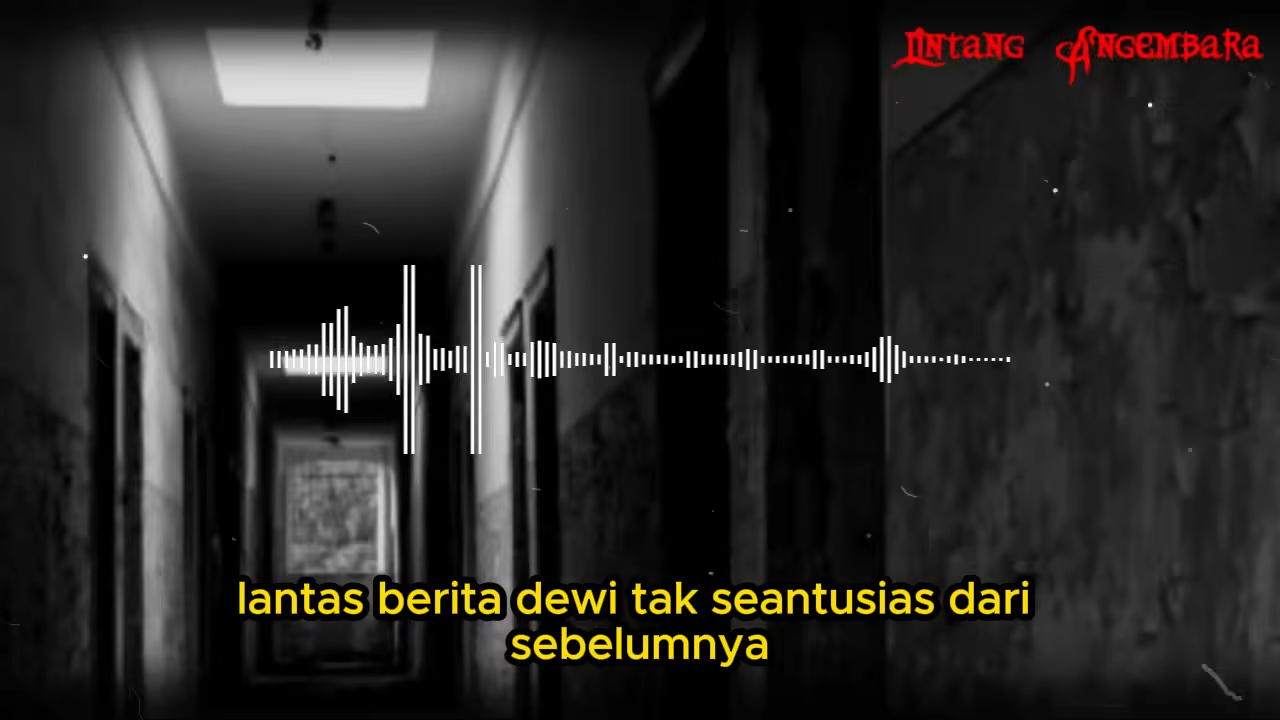 Lintang Angembara
lantas berita dewi tak seantusias dari
sebelumnya